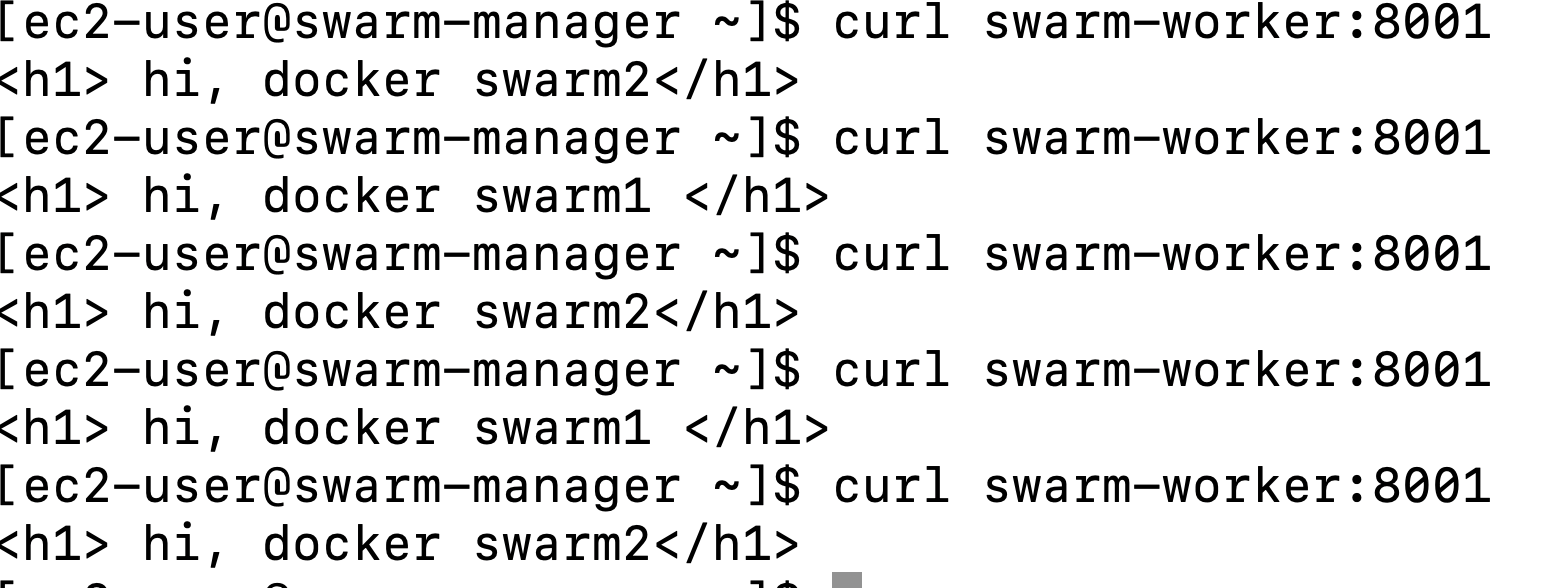 [ec2-user@swarm-manager ~]$ curl swarm-worker:8001
<h1> hi, docker swarm2</h1>
[ec2-user@swarm-manager ~]$ curl swarm-worker:8001
<h1> hi, docker swarm1 </h1>
[ec2-user@swarm-manager ~]$ curl swarm-worker:8001
<h1> hi, docker swarm2</h1>
[ec2-user@swarm-manager ~]$ curl swarm-worker:8001
<h1> hi, docker swarm1 </h1>
[ec2-user@swarm-manager ~]$ curl swarm-worker:8001
<h1> hi, docker swarm2</h1>